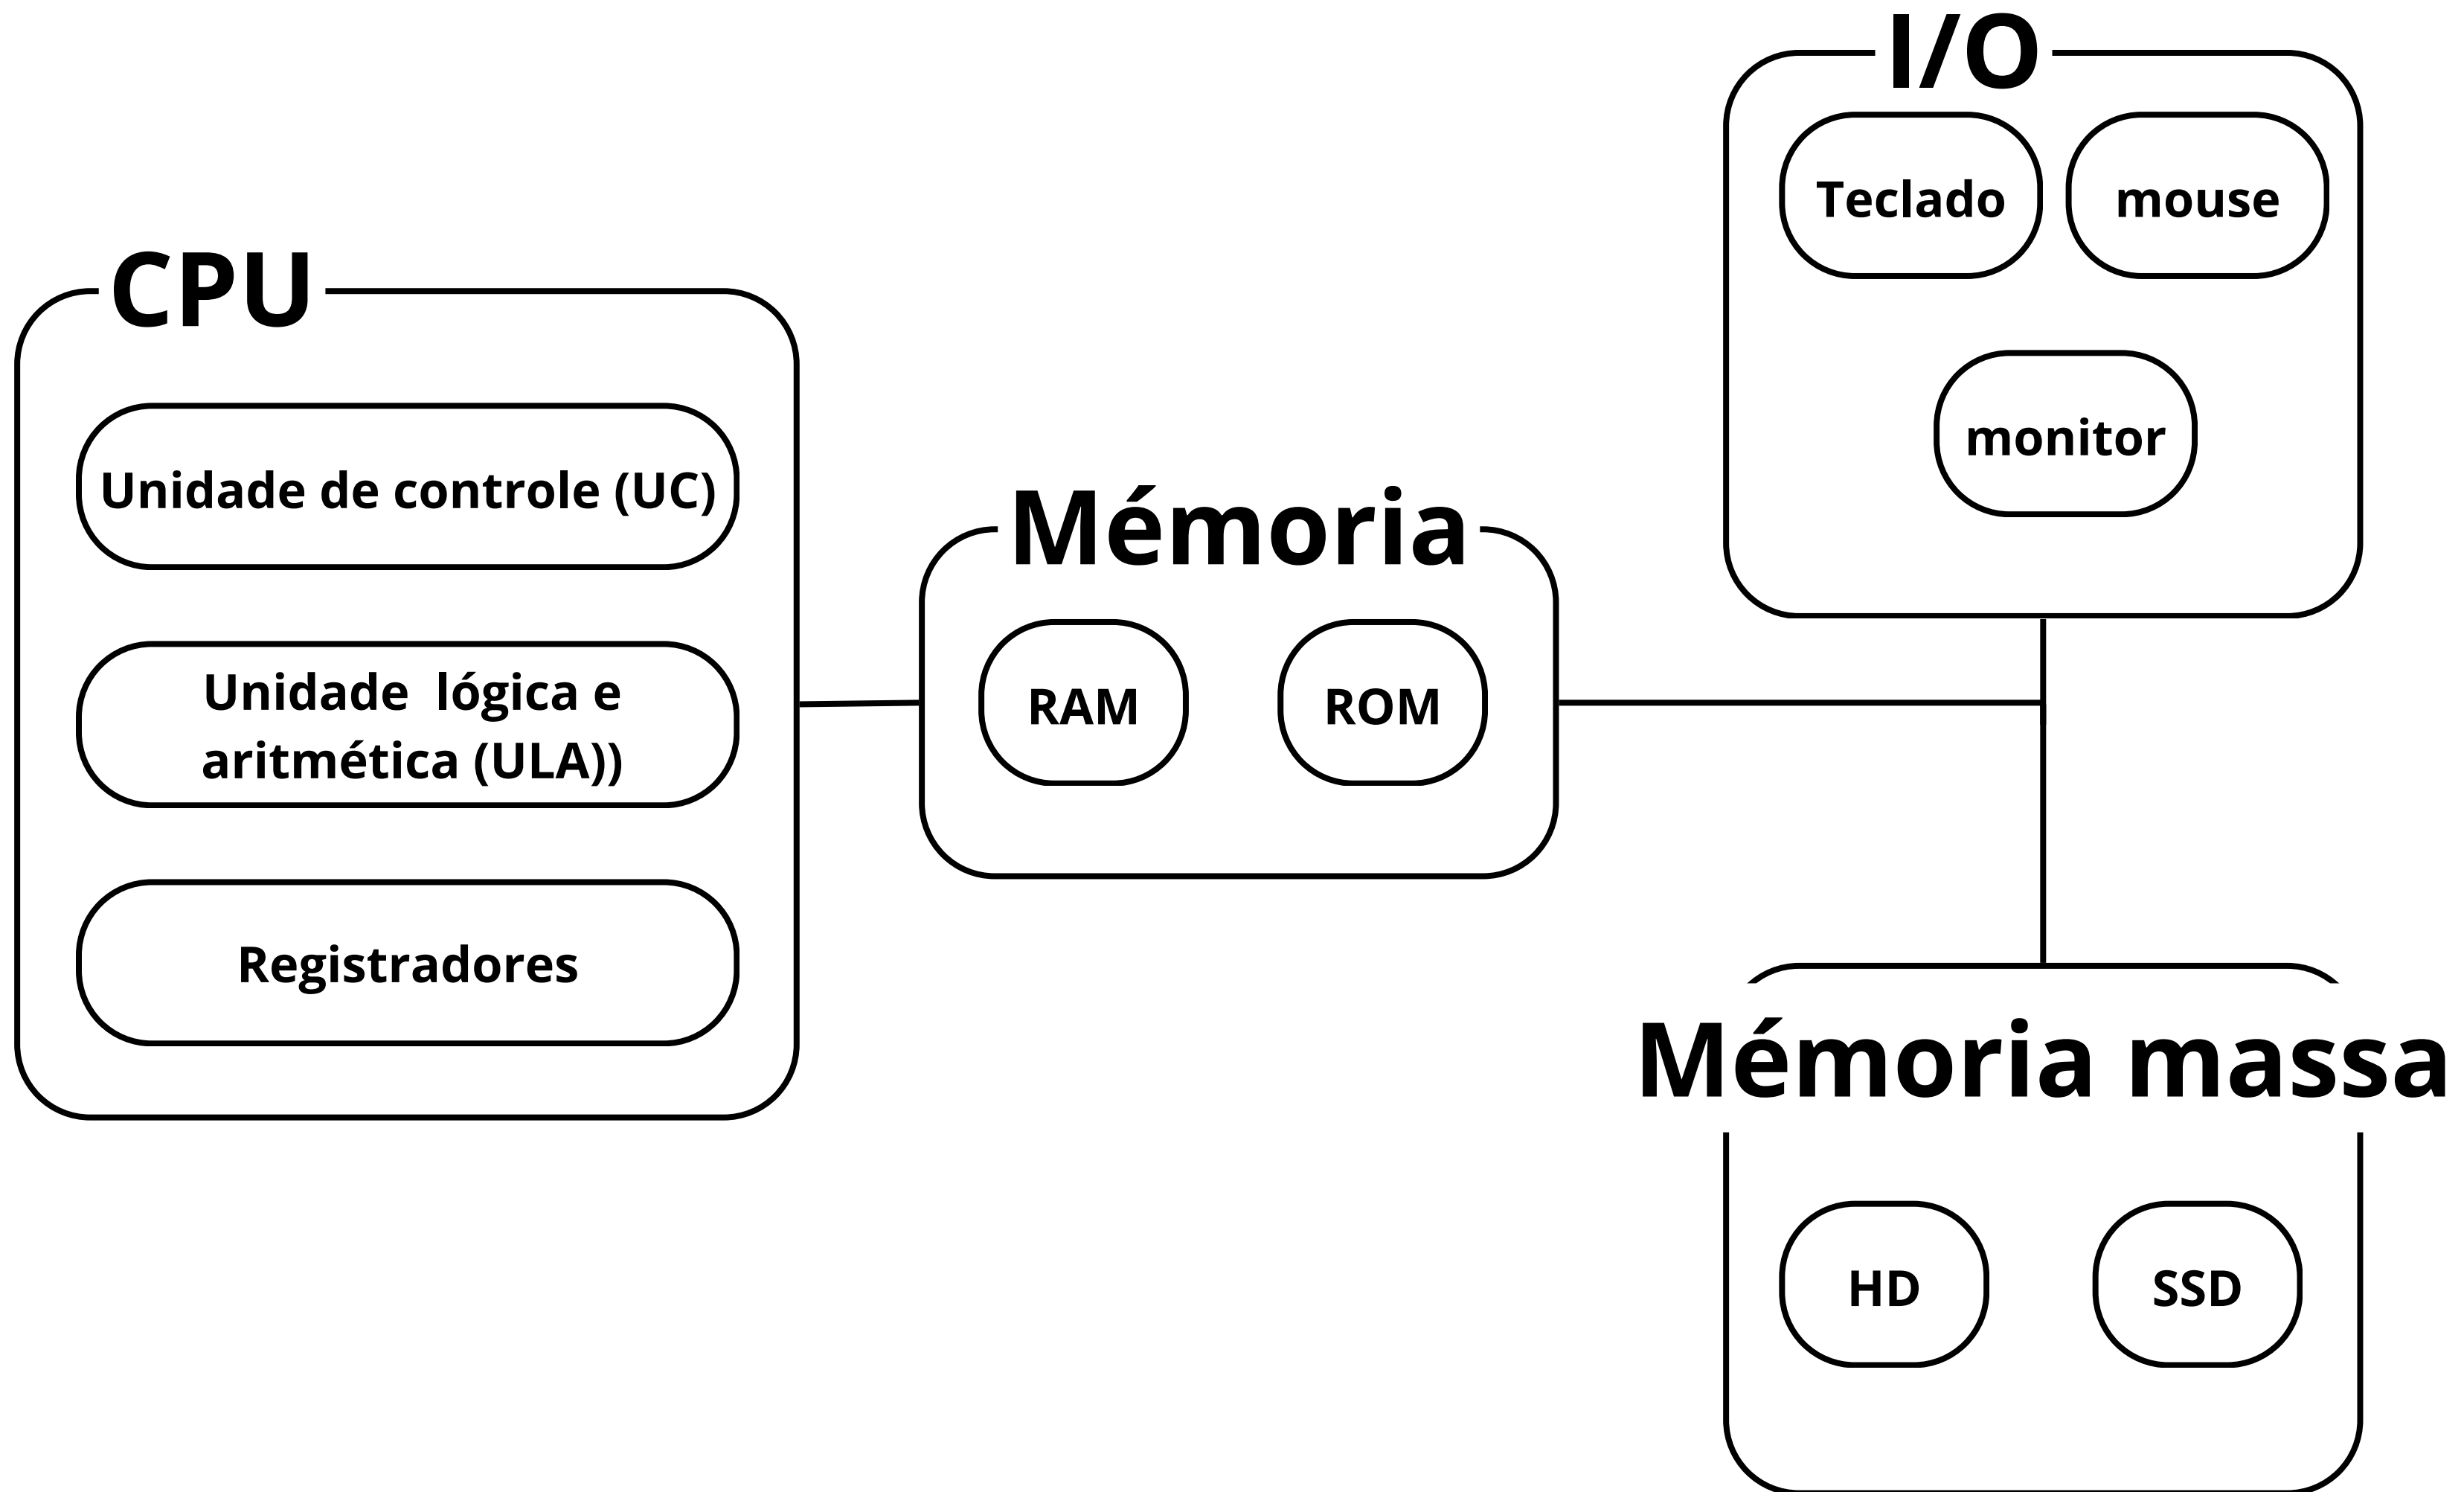 I/O
Teclado
mouse
monitor
CPU
Unidade de controle (UC)
Unidade  lógica e
aritmética (ULA))
Registradores
Mémoria
RAM
ROM
Mémoria massa
HD
SSD